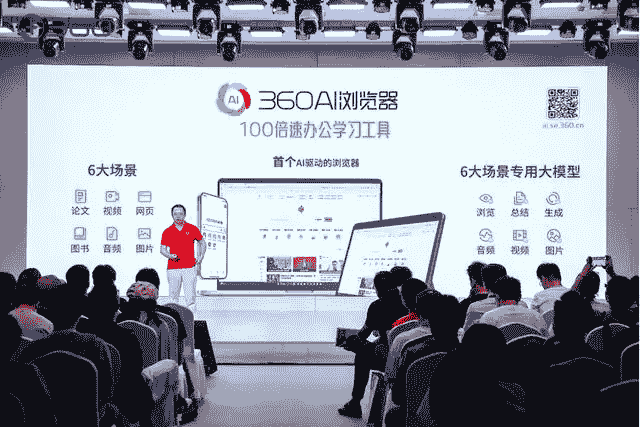 AI 360AI浏览器
100倍速办公学习工具
ai.se.360.cn
首个AI驱动的浏览器
6大场景
论文 视频 网页
图书 音频 图片
6大场景专用大模型
浏览 总结 生成
音频 视频 图片